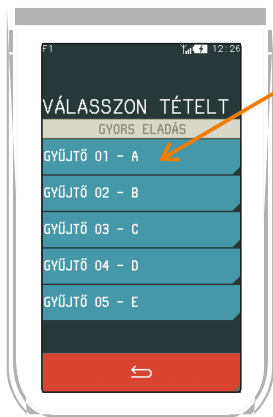 F1 12:26
VÁLASSZON TÉTELT
GYORS ELADÁS
GYŰJTŐ 01 - A
GYŰJTŐ 02 - B
GYŰJTŐ 03 - C
GYŰJTŐ 04 - D
GYŰJTŐ 05 - E